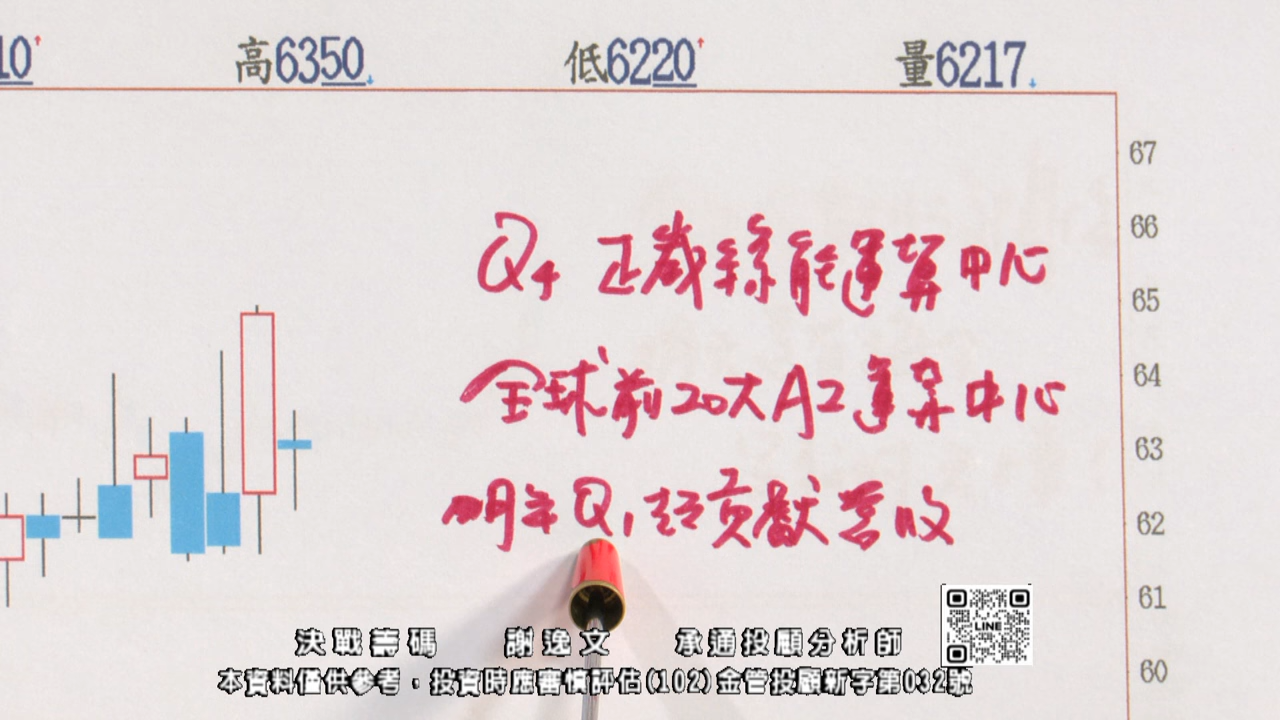 10 高6350 低6220 量6217
67
66
Q4 正崴綠能運算中心
65
全球前20大AI運算中心
64
63
明年Q1起貢獻營收
62
61
60
LINE
決戰籌碼 謝逸文 承通投顧分析師
本資料僅供參考，投資時應審慎評估(102)金管投顧新字第032號